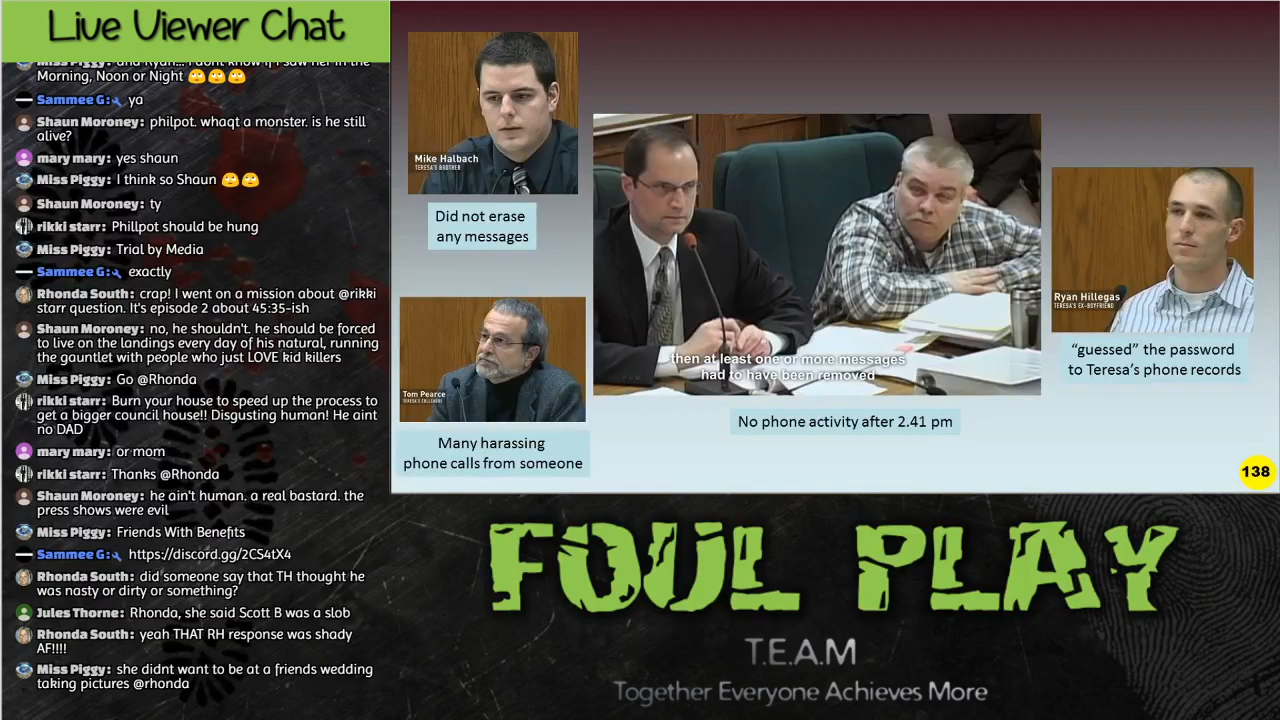 Live Viewer Chat
Miss Piggy: and Ryan... I dont know if I saw her in the
Morning, Noon or Night 🙄🙄🙄
Sammee G: ya
Shaun Moroney: philpot. whaqt a monster. is he still
alive?
mary mary: yes shaun
Miss Piggy: I think so Shaun 🙄🙄
Shaun Moroney: ty
rikki starr: Phillpot should be hung
Miss Piggy: Trial by Media
Sammee G: exactly
Rhonda South: crap! I went on a mission about @rikki
starr question. It's episode 2 about 45:35-ish
Shaun Moroney: no, he shouldn't. he should be forced
to live on the landings every day of his natural, running
the gauntlet with people who just LOVE kid killers
Miss Piggy: Go @Rhonda
rikki starr: Burn your house to speed up the process to
get a bigger council house!! Disgusting human! He aint
no DAD
mary mary: or mom
rikki starr: Thanks @Rhonda
Shaun Moroney: he ain't human. a real bastard. the
press shows were evil
Miss Piggy: Friends With Benefits
Sammee G: https://discord.gg/2CS4tX4
Rhonda South: did someone say that TH thought he
was nasty or dirty or something?
Jules Thorne: Rhonda, she said Scott B was a slob
Rhonda South: yeah THAT RH response was shady
AF!!!!
Miss Piggy: she didnt want to be at a friends wedding
taking pictures @rhonda
Mike Halbach
TERESA'S BROTHER
Did not erase
any messages
Tom Pearce
TERESA'S COLLEAGUE
Many harassing
phone calls from someone
then at least one or more messages
had to have been removed
No phone activity after 2.41 pm
Ryan Hillegas
TERESA'S EX-BOYFRIEND
“guessed” the password
to Teresa’s phone records
138
FOUL PLAY
T.E.A.M
Together Everyone Achieves More